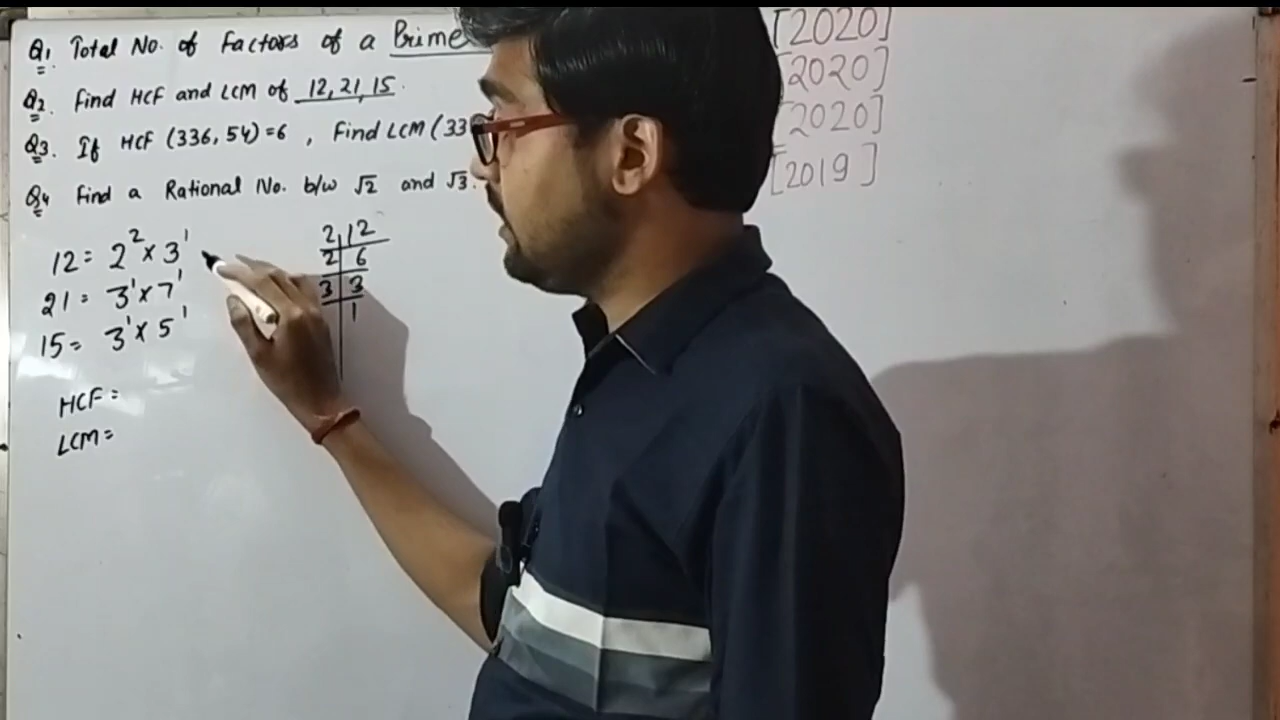 Q1. Total No. of factors of a Prime [2020]
Q2. Find HCF and LCM of 12, 21, 15. [2020]
Q3. If HCF (336, 54) = 6 , Find LCM (33 [2020]
Q4 Find a Rational No. b/w √2 and √3. [2019]
12 = 2² × 3¹
21 = 3¹ × 7¹
15 = 3¹ × 5¹
HCF =
LCM =
2 | 12
2 | 6
3 | 3
| 1